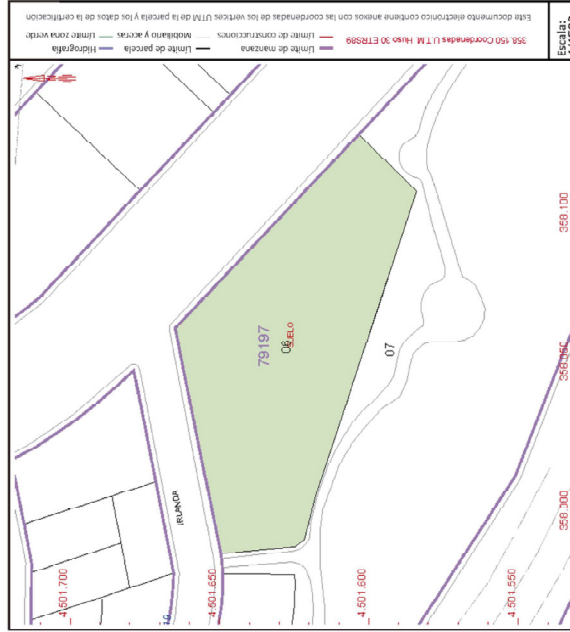 Este documento electrónico contiene anexos con las coordenadas de los vértices UTM de la parcela y los datos de la certificación
358.150 Coordenadas U.T.M. Huso 30 ETRS89
Límite de manzana
Límite de parcela
Límite de construcciones
Mobiliario y aceras
Límite zona verde
Hidrografía
Escala:
79197
06
SUELO
07
IRLANDA
4.501.700
4.501.650
4.501.600
4.501.550
358.000
358.050
358.100